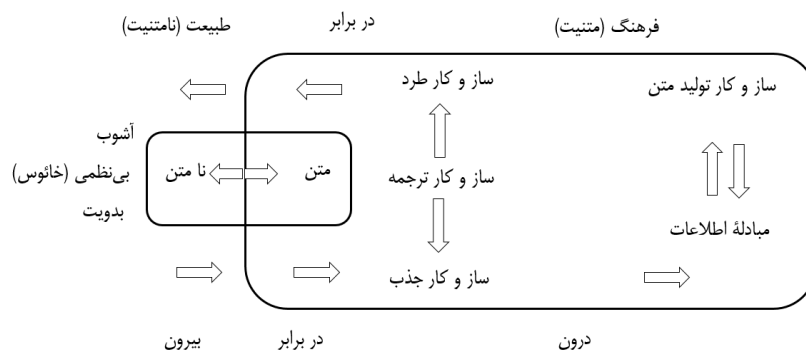 فرهنگ (متنیت)
در برابر
طبیعت (نامتنیت)
ساز و کار تولید متن
ساز و کار طرد
آشوب
بی‌نظمی (خائوس)
بدویت
نا متن
متن
ساز و کار ترجمه
مبادلهٔ اطلاعات
ساز و کار جذب
درون
در برابر
بیرون